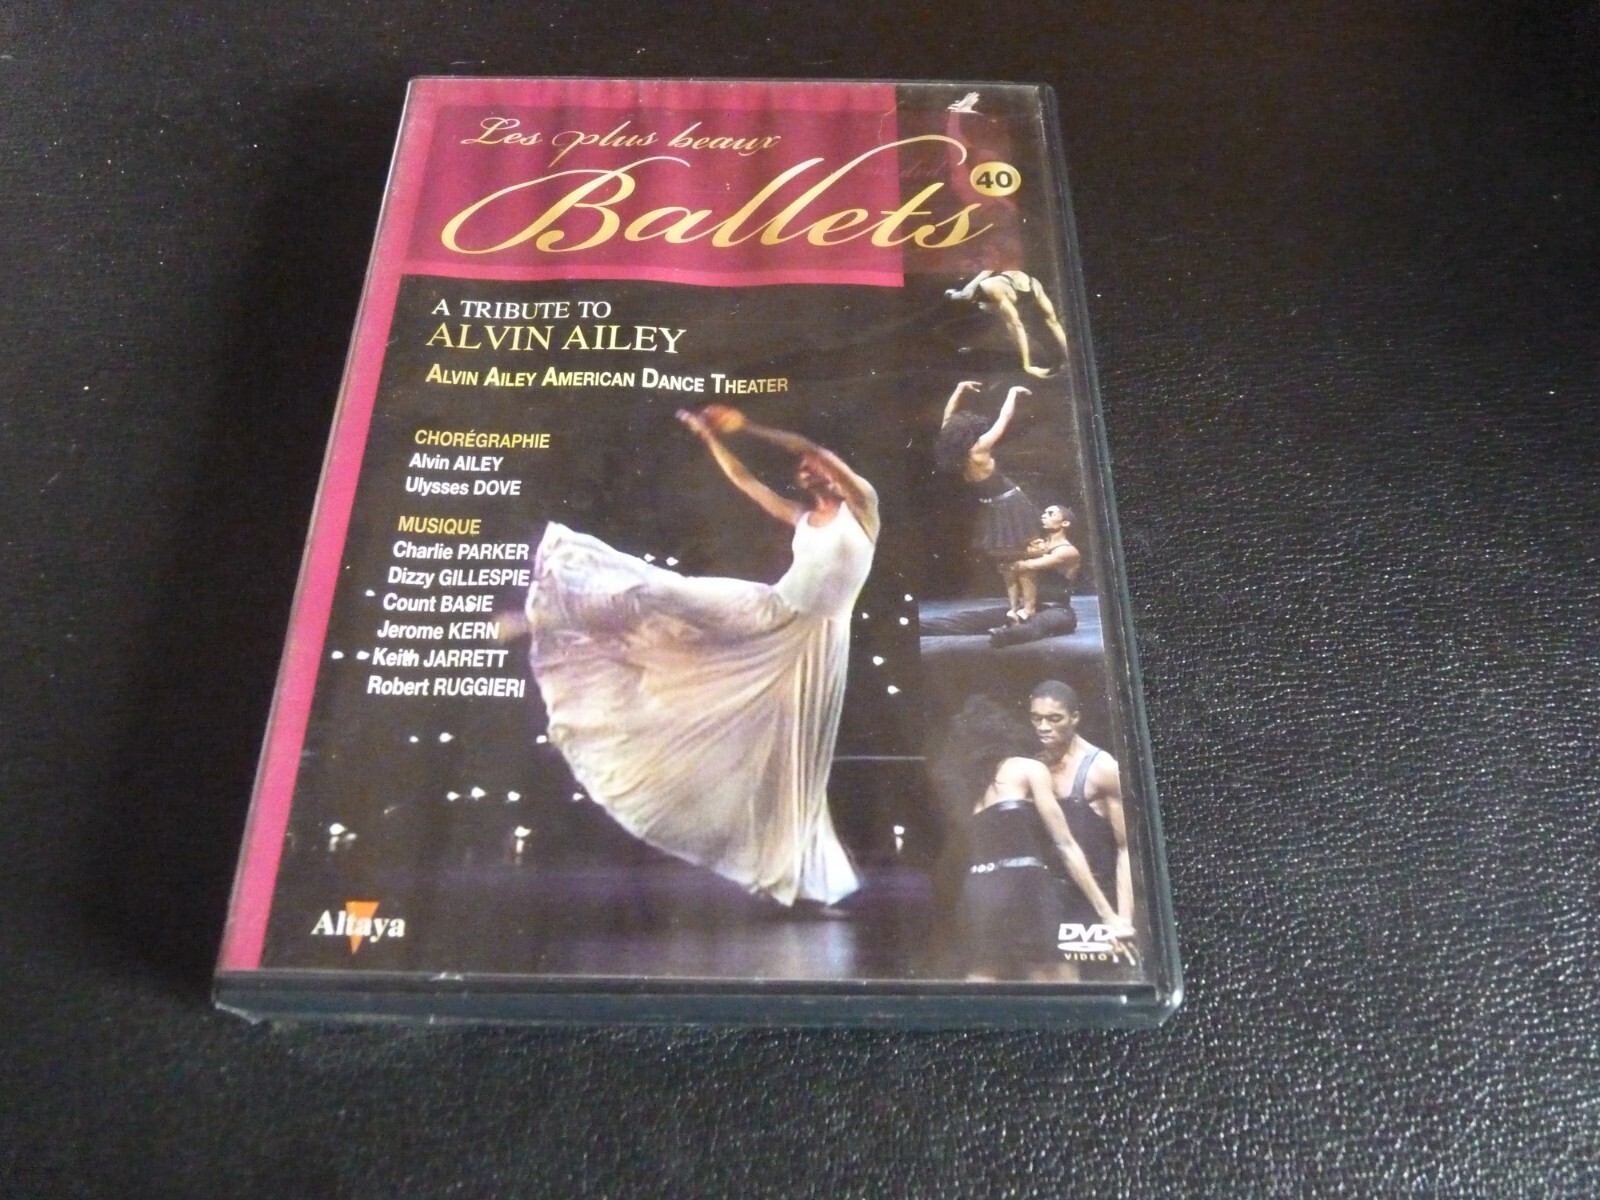 Les plus beaux
Ballets
40
A TRIBUTE TO
ALVIN AILEY
ALVIN AILEY AMERICAN DANCE THEATER
CHORÉGRAPHIE
Alvin AILEY
Ulysses DOVE
MUSIQUE
Charlie PARKER
Dizzy GILLESPIE
Count BASIE
Jerome KERN
Keith JARRETT
Robert RUGGIERI
Altaya
DVD
VIDEO